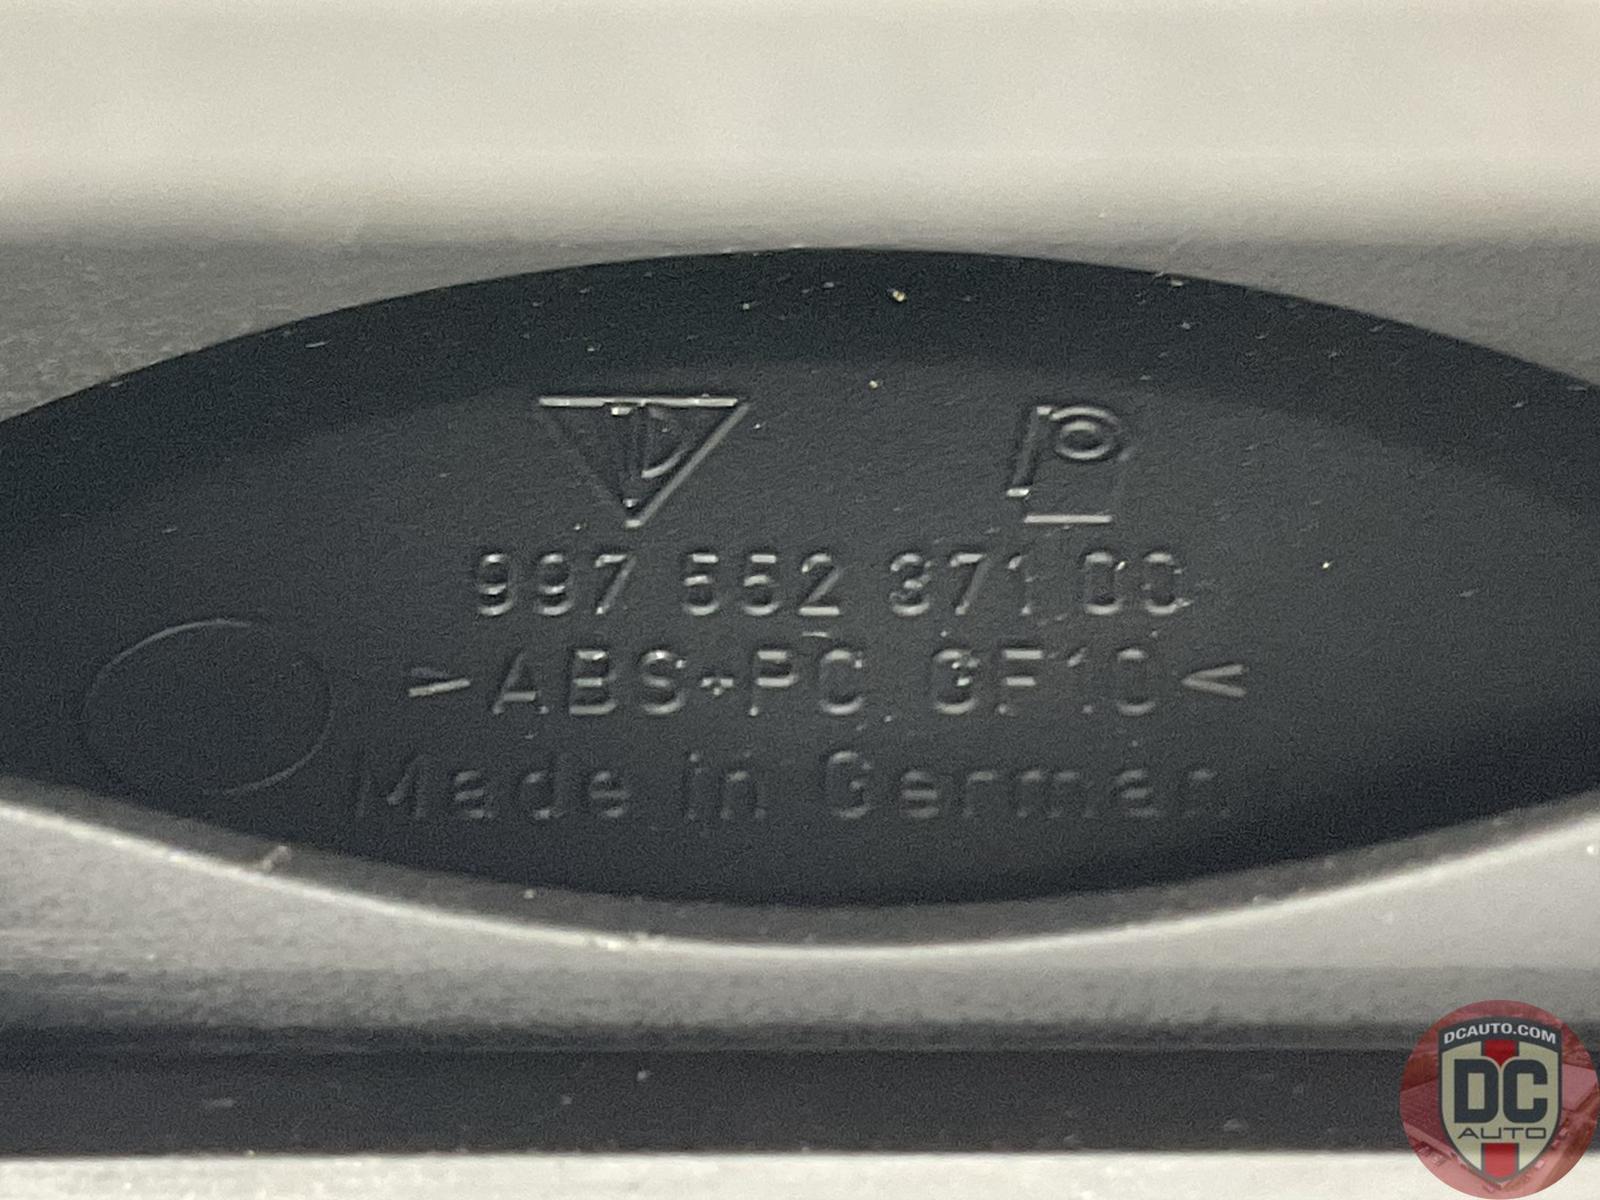 997 552 371 00
>ABS+PC GF10<
Made in German
DCAUTO.COM
DC
AUTO